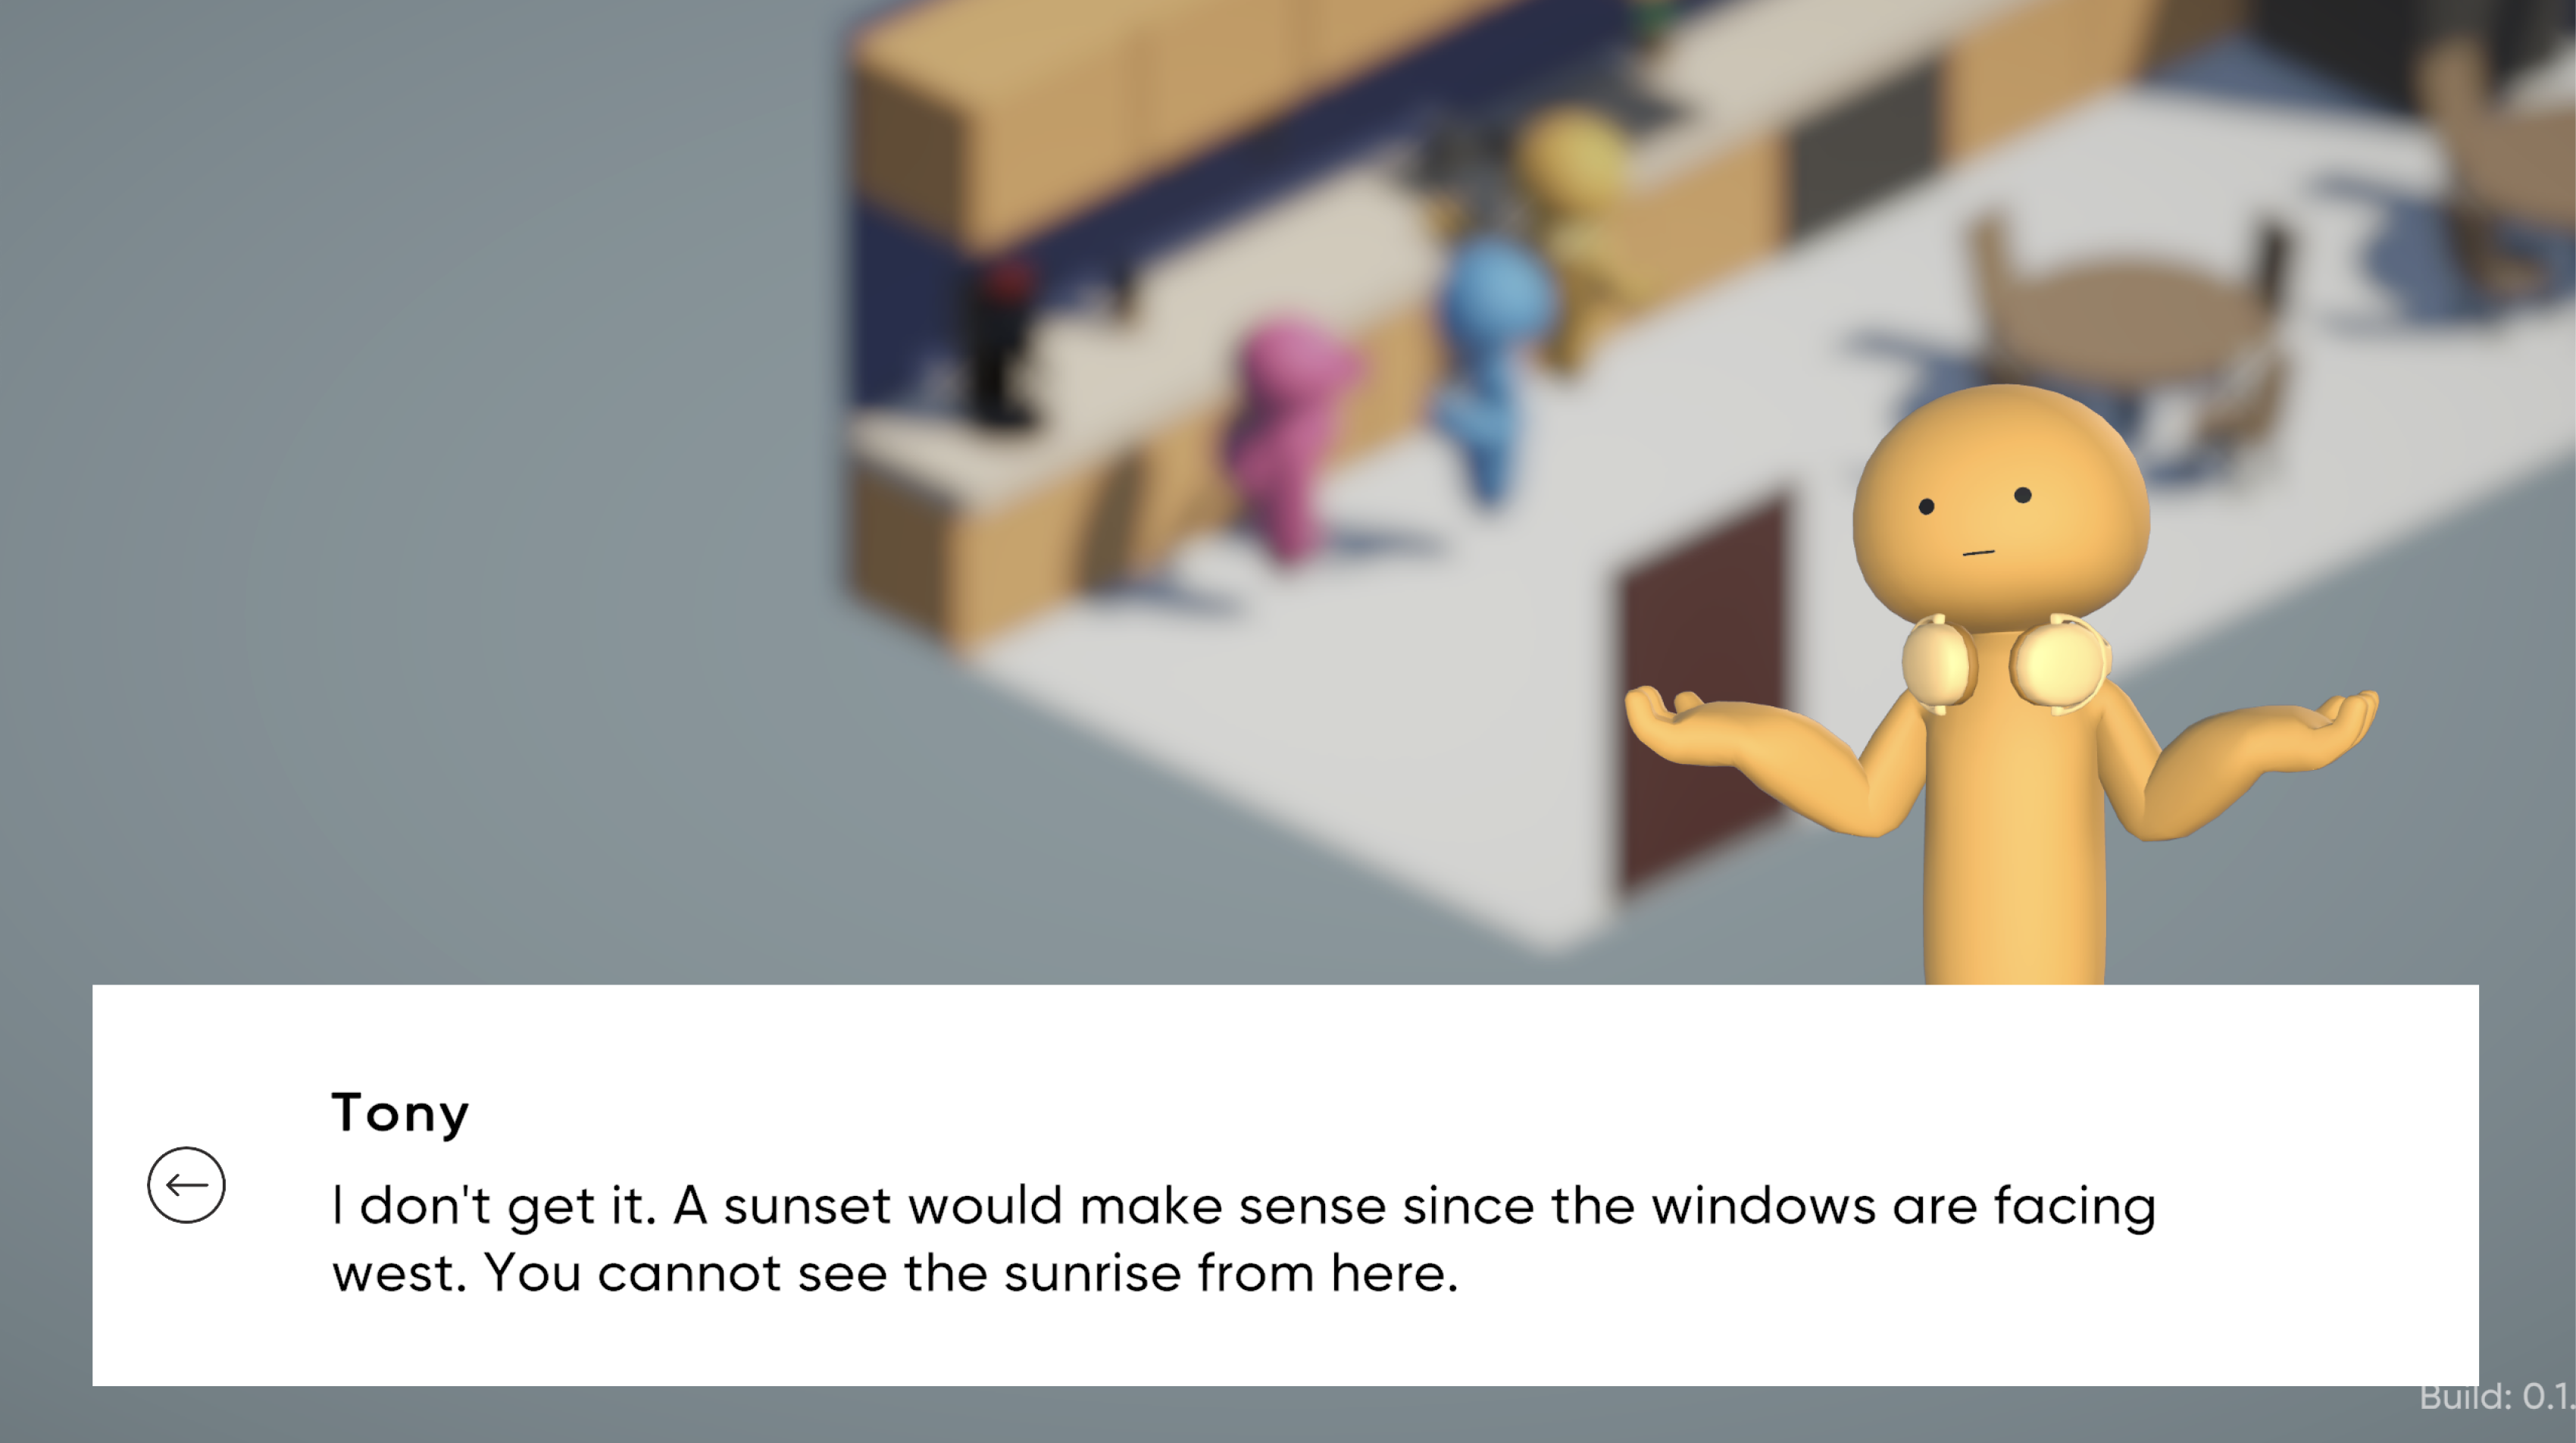 Tony
I don't get it. A sunset would make sense since the windows are facing
west. You cannot see the sunrise from here.
Build: 0.1.